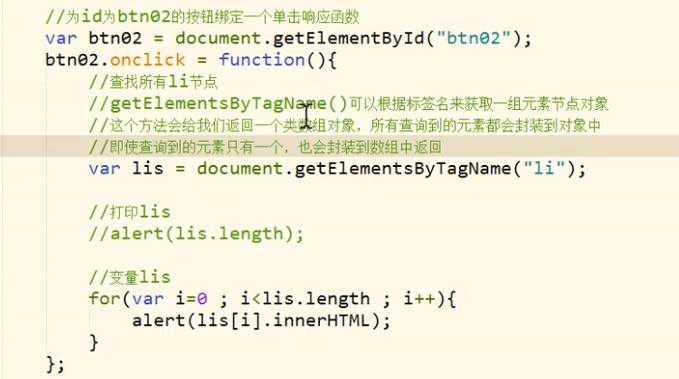 //为id为btn02的按钮绑定一个单击响应函数
var btn02 = document.getElementById("btn02");
btn02.onclick = function(){
//查找所有li节点
//getElementsByTagName()可以根据标签名来获取一组元素节点对象
//这个方法会给我们返回一个类数组对象，所有查询到的元素都会封装到对象中
//即使查询到的元素只有一个，也会封装到数组中返回
var lis = document.getElementsByTagName("li");
//打印lis
//alert(lis.length);
//变量lis
for(var i=0 ; i<lis.length ; i++){
alert(lis[i].innerHTML);
}
};